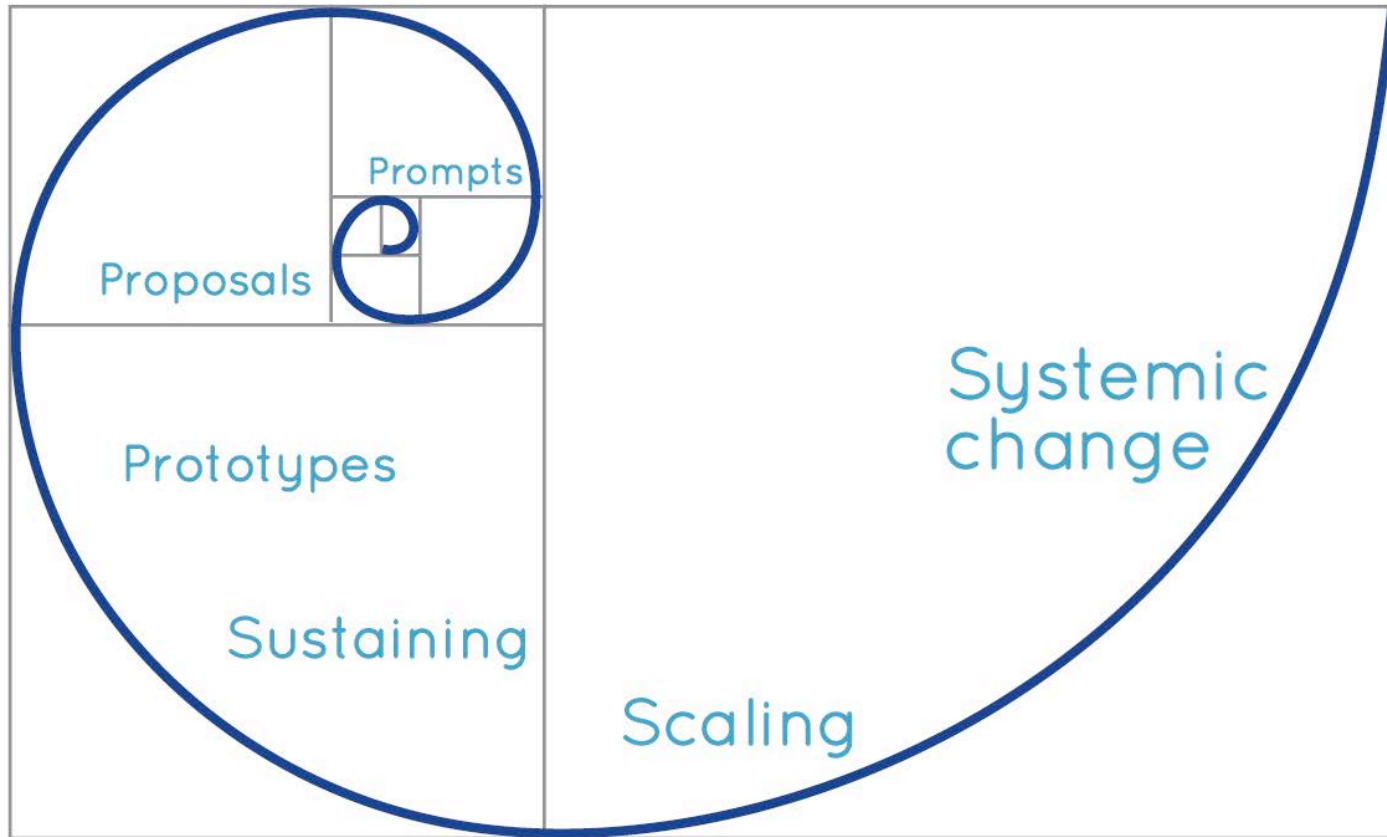 Prompts
Proposals
Prototypes
Sustaining
Scaling
Systemic
change